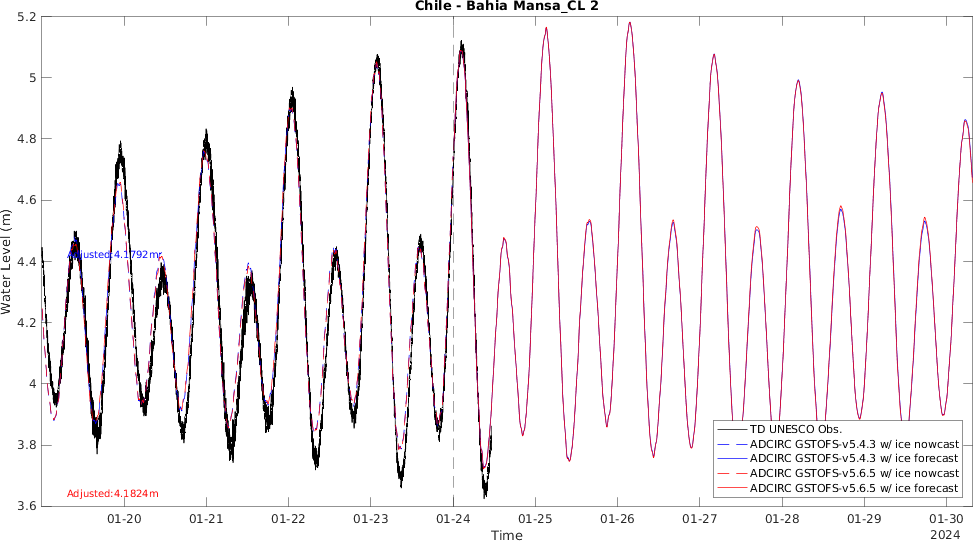 Chile - Bahia Mansa_CL 2
5.2
5
4.8
4.6
4.4
4.2
4
3.8
3.6
Water Level (m)
Adjusted:4.1792m
Adjusted:4.1824m
TD UNESCO Obs.
ADCIRC GSTOFS-v5.4.3 w/ ice nowcast
ADCIRC GSTOFS-v5.4.3 w/ ice forecast
ADCIRC GSTOFS-v5.6.5 w/ ice nowcast
ADCIRC GSTOFS-v5.6.5 w/ ice forecast
01-20 01-21 01-22 01-23 01-24 01-25 01-26 01-27 01-28 01-29 01-30
2024
Time